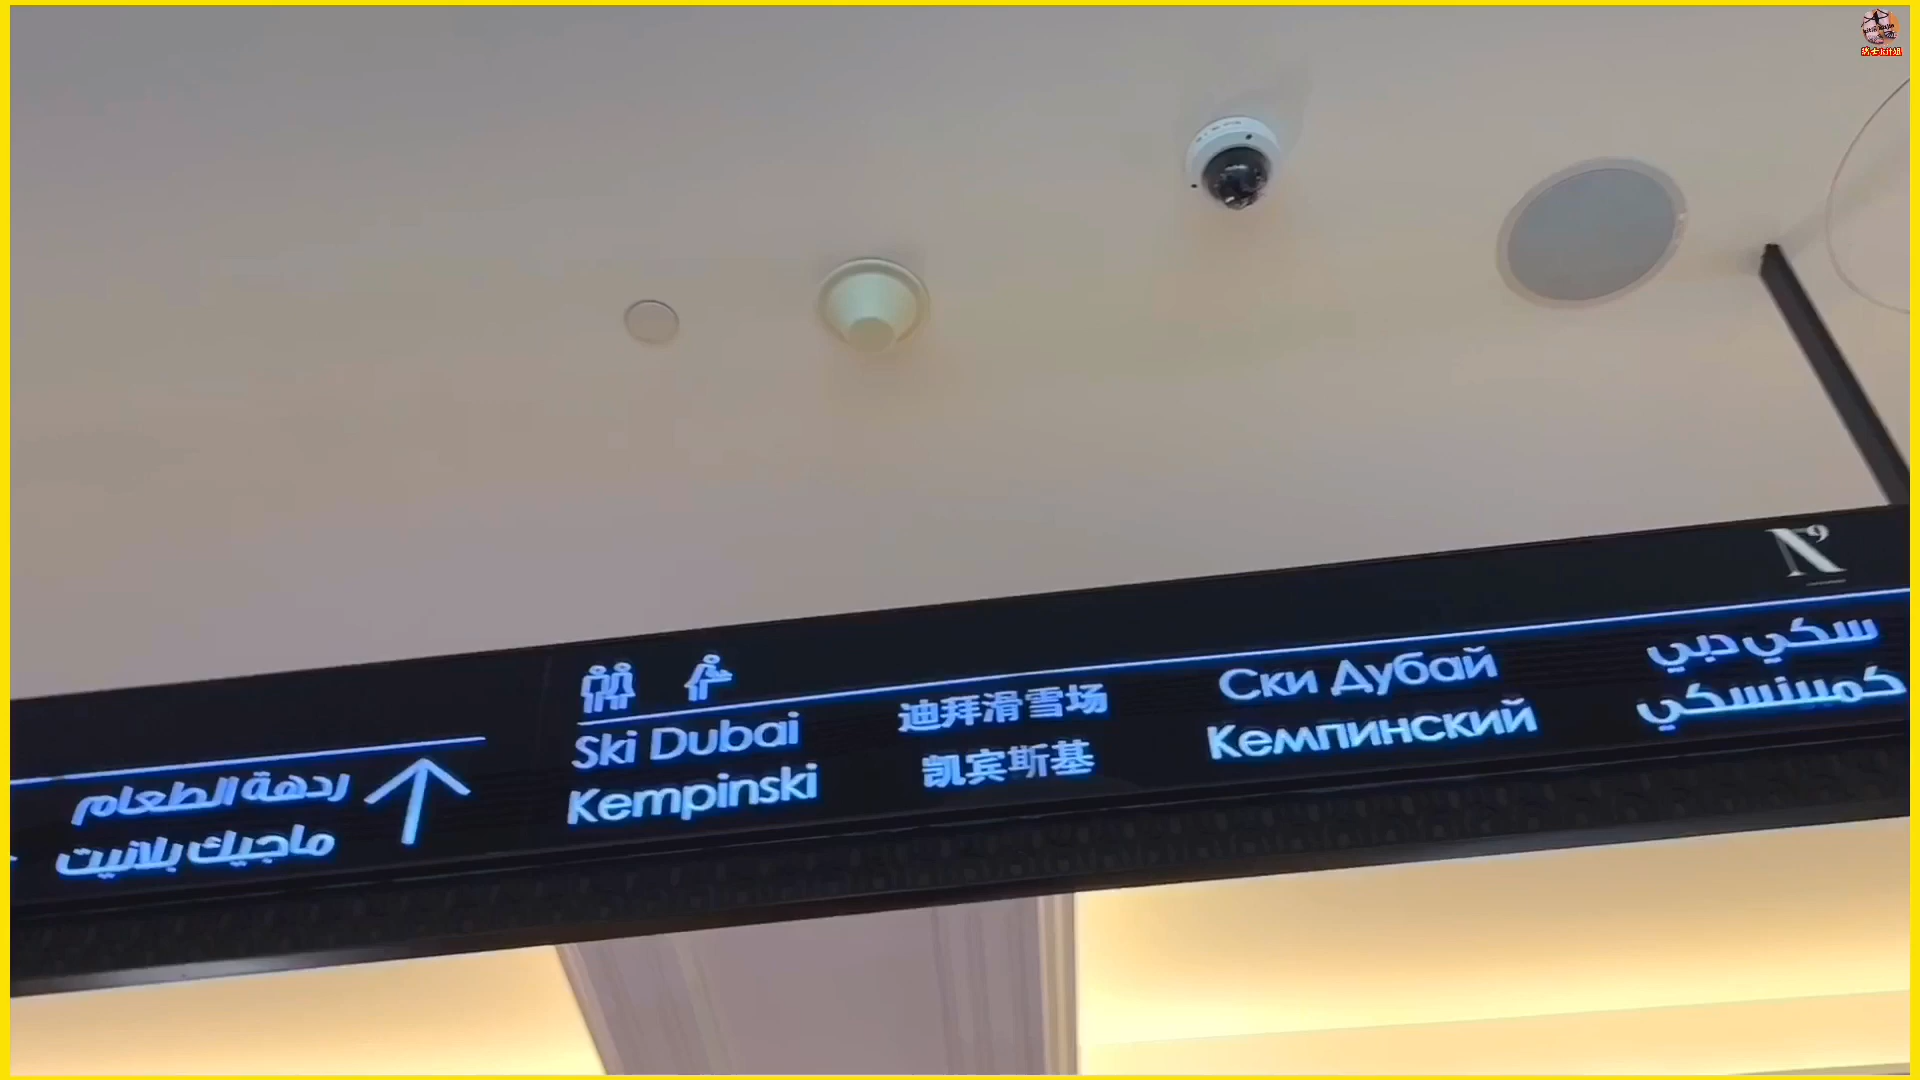 ردهة الطعام
ماجيك بلانيت
Ski Dubai
Kempinski
迪拜滑雪场
凯宾斯基
Ски Дубай
Кемпинский
سكي دبي
كمبينسكي